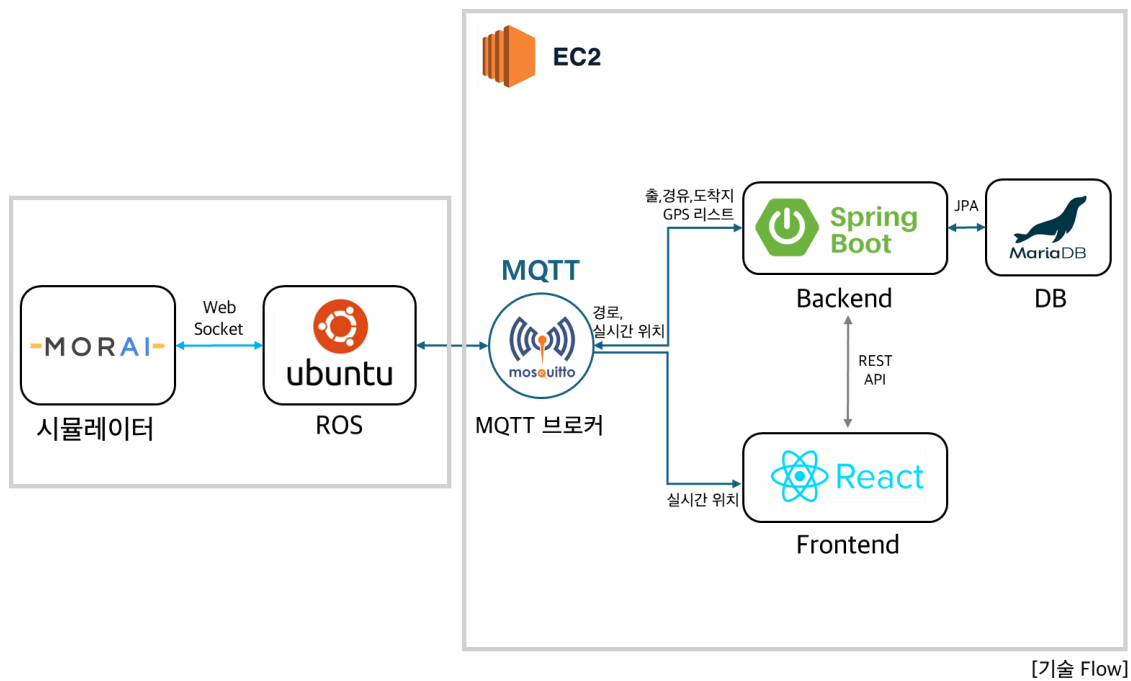 EC2
MORAI
시뮬레이터
Web
Socket
ubuntu
ROS
MQTT
mosquitto
MQTT 브로커
경로,
실시간 위치
출,경유,도착지
GPS 리스트
Spring
Boot
Backend
JPA
MariaDB
DB
REST
API
실시간 위치
React
Frontend
[기술 Flow]